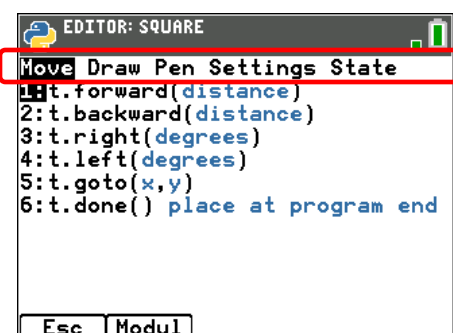 EDITOR: SQUARE
Move Draw Pen Settings State
1:t.forward(distance)
2:t.backward(distance)
3:t.right(degrees)
4:t.left(degrees)
5:t.goto(x,y)
6:t.done() place at program end
Esc Modul